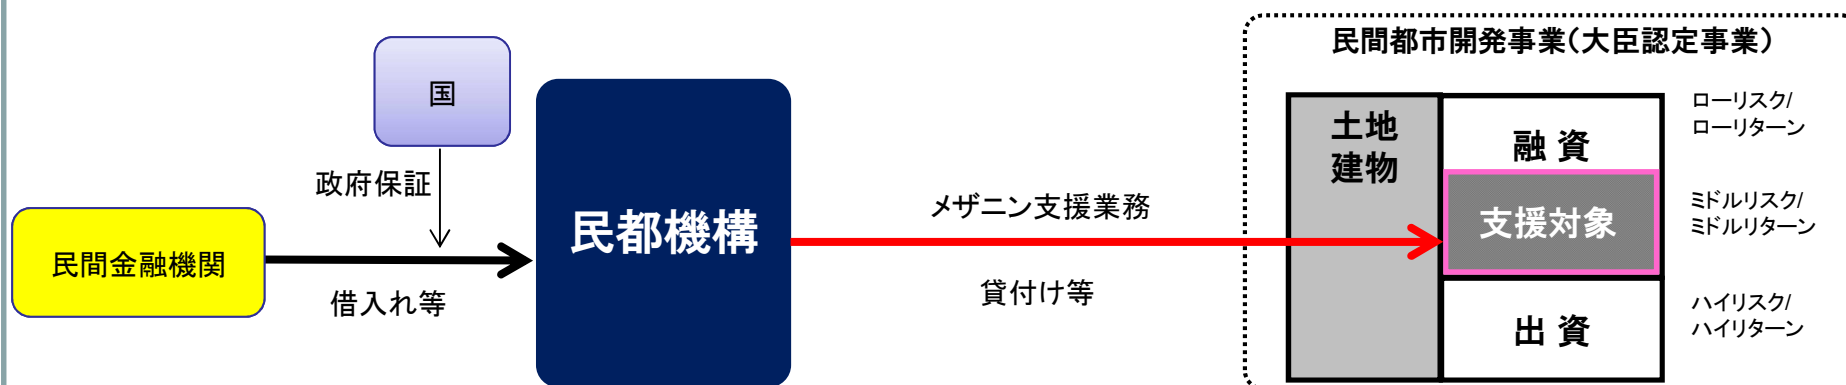 民間都市開発事業（大臣認定事業）
国
政府保証
民間金融機関
借入れ等
民都機構
メザニン支援業務
貸付け等
土地
建物
融 資
支援対象
出 資
ローリスク/
ローリターン
ミドルリスク/
ミドルリターン
ハイリスク/
ハイリターン